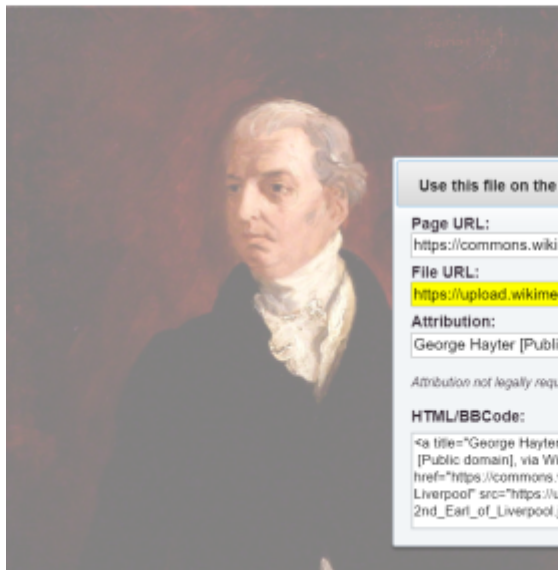 Use this file on the
Page URL:
https://commons.wiki
File URL:
https://upload.wikime
Attribution:
George Hayter [Publi
Attribution not legally requ
HTML/BBCode:
<a title="George Hayter
[Public domain], via Wi
href="https://commons.
Liverpool" src="https://u
2nd_Earl_of_Liverpool.